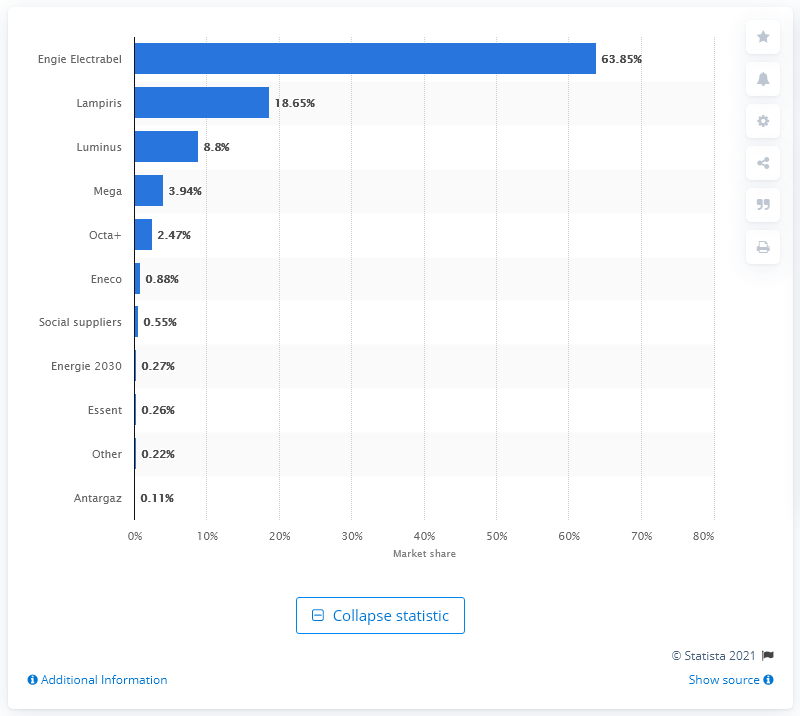 Engie Electrabel 63.85%
Lampiris 18.65%
Luminus 8.8%
Mega 3.94%
Octa+ 2.47%
Eneco 0.88%
Social suppliers 0.55%
Energie 2030 0.27%
Essent 0.26%
Other 0.22%
Antargaz 0.11%
0% 10% 20% 30% 40% 50% 60% 70% 80%
Market share
Collapse statistic
© Statista 2021
Additional Information Show source